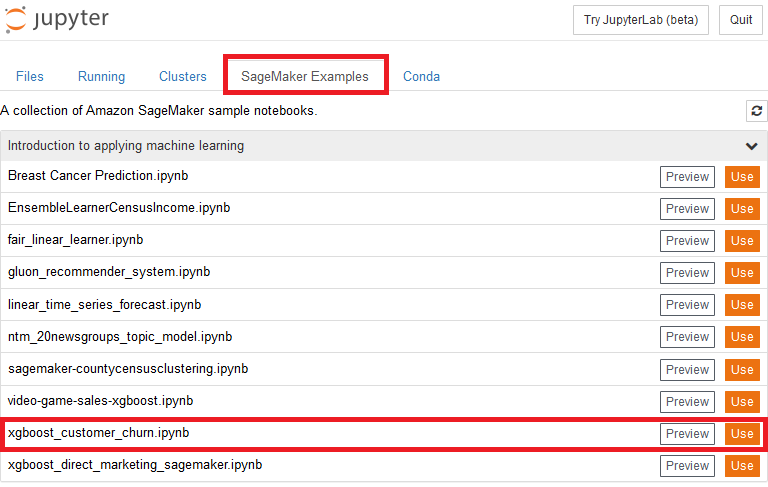 jupyter
Try JupyterLab (beta)
Quit
Files
Running
Clusters
SageMaker Examples
Conda
A collection of Amazon SageMaker sample notebooks.
Introduction to applying machine learning
Breast Cancer Prediction.ipynb Preview Use
EnsembleLearnerCensusIncome.ipynb Preview Use
fair_linear_learner.ipynb Preview Use
gluon_recommender_system.ipynb Preview Use
linear_time_series_forecast.ipynb Preview Use
ntm_20newsgroups_topic_model.ipynb Preview Use
sagemaker-countycensusclustering.ipynb Preview Use
video-game-sales-xgboost.ipynb Preview Use
xgboost_customer_churn.ipynb Preview Use
xgboost_direct_marketing_sagemaker.ipynb Preview Use